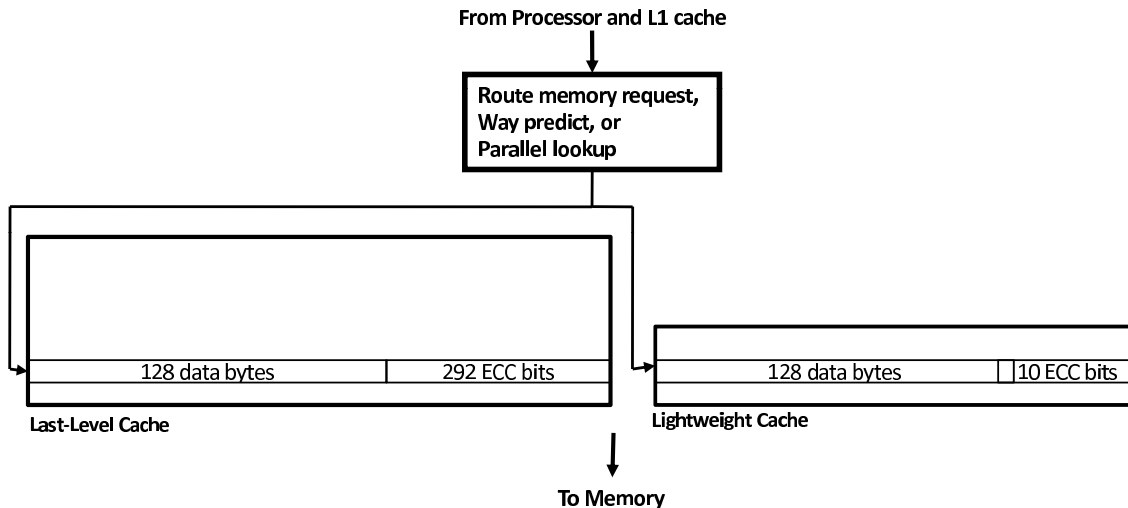 From Processor and L1 cache
Route memory request,
Way predict, or
Parallel lookup
128 data bytes
292 ECC bits
128 data bytes
10 ECC bits
Last-Level Cache
Lightweight Cache
To Memory